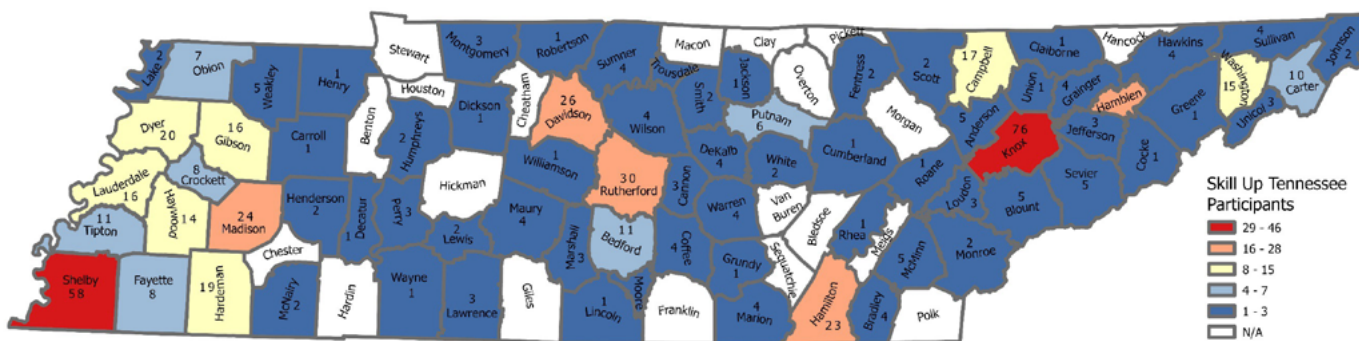 Lake 2
7
Obion
5 Weakley
1
Henry
Stewart
3
Montgomery
1
Robertson
Sumner
4
Macon
Clay
Pickett
Trousdale
Jackson
1
Overton
Fentress
2
2
Scott
17
Campbell
1
Claiborne
Hancock
Hawkins
4
4
Sullivan
Johnson
2
Washington
15
10
Carter
Unicoi 3
Greene
1
Hamblen
4
Grainger
Union
1
Houston
Cheatham
Dickson
1
26
Davidson
4
Wilson
Smith
2
Putnam
6
Morgan
5
Anderson
76
Knox
3
Jefferson
Cocke
1
Sevier
5
Dyer
20
16
Gibson
Carroll
1
Benton
2
Humphreys
1
Williamson
30
Rutherford
DeKalb
4
Cannon
3
White
2
1
Cumberland
1
Roane
Loudon
3
5
Blount
8
Crockett
Lauderdale
16
Haywood
14
24
Madison
Henderson
2
1 Decatur
Perry
3
Hickman
2
Lewis
Maury
4
Marshall
3
11
Bedford
4 Coffee
Warren
4
Van
Buren
Bledsoe
1
Rhea
Meigs
5
McMinn
2
Monroe
11
Tipton
Shelby
58
Fayette
8
19
Hardeman
Chester
McNairy
2
Hardin
Wayne
1
3
Lawrence
Giles
1
Lincoln
Moore
Franklin
Grundy
1
4
Marion
Sequatchie
Hamilton
23
Bradley
4
Polk
Skill Up Tennessee
Participants
29 - 46
16 - 28
8 - 15
4 - 7
1 - 3
N/A